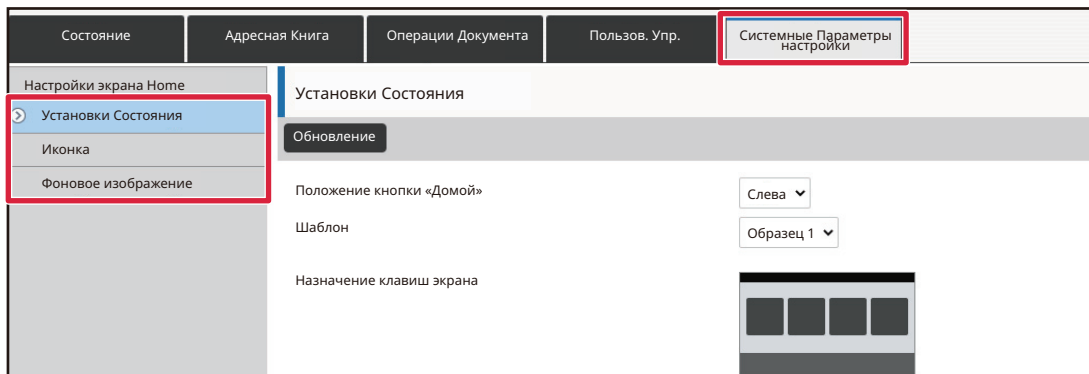 Состояние
Адресная Книга
Операции Документа
Пользов. Упр.
Системные Параметры
настройки
Настройки экрана Home
Установки Состояния
Иконка
Фоновое изображение
Установки Состояния
Обновление
Положение кнопки «Домой»
Слева
Шаблон
Образец 1
Назначение клавиш экрана